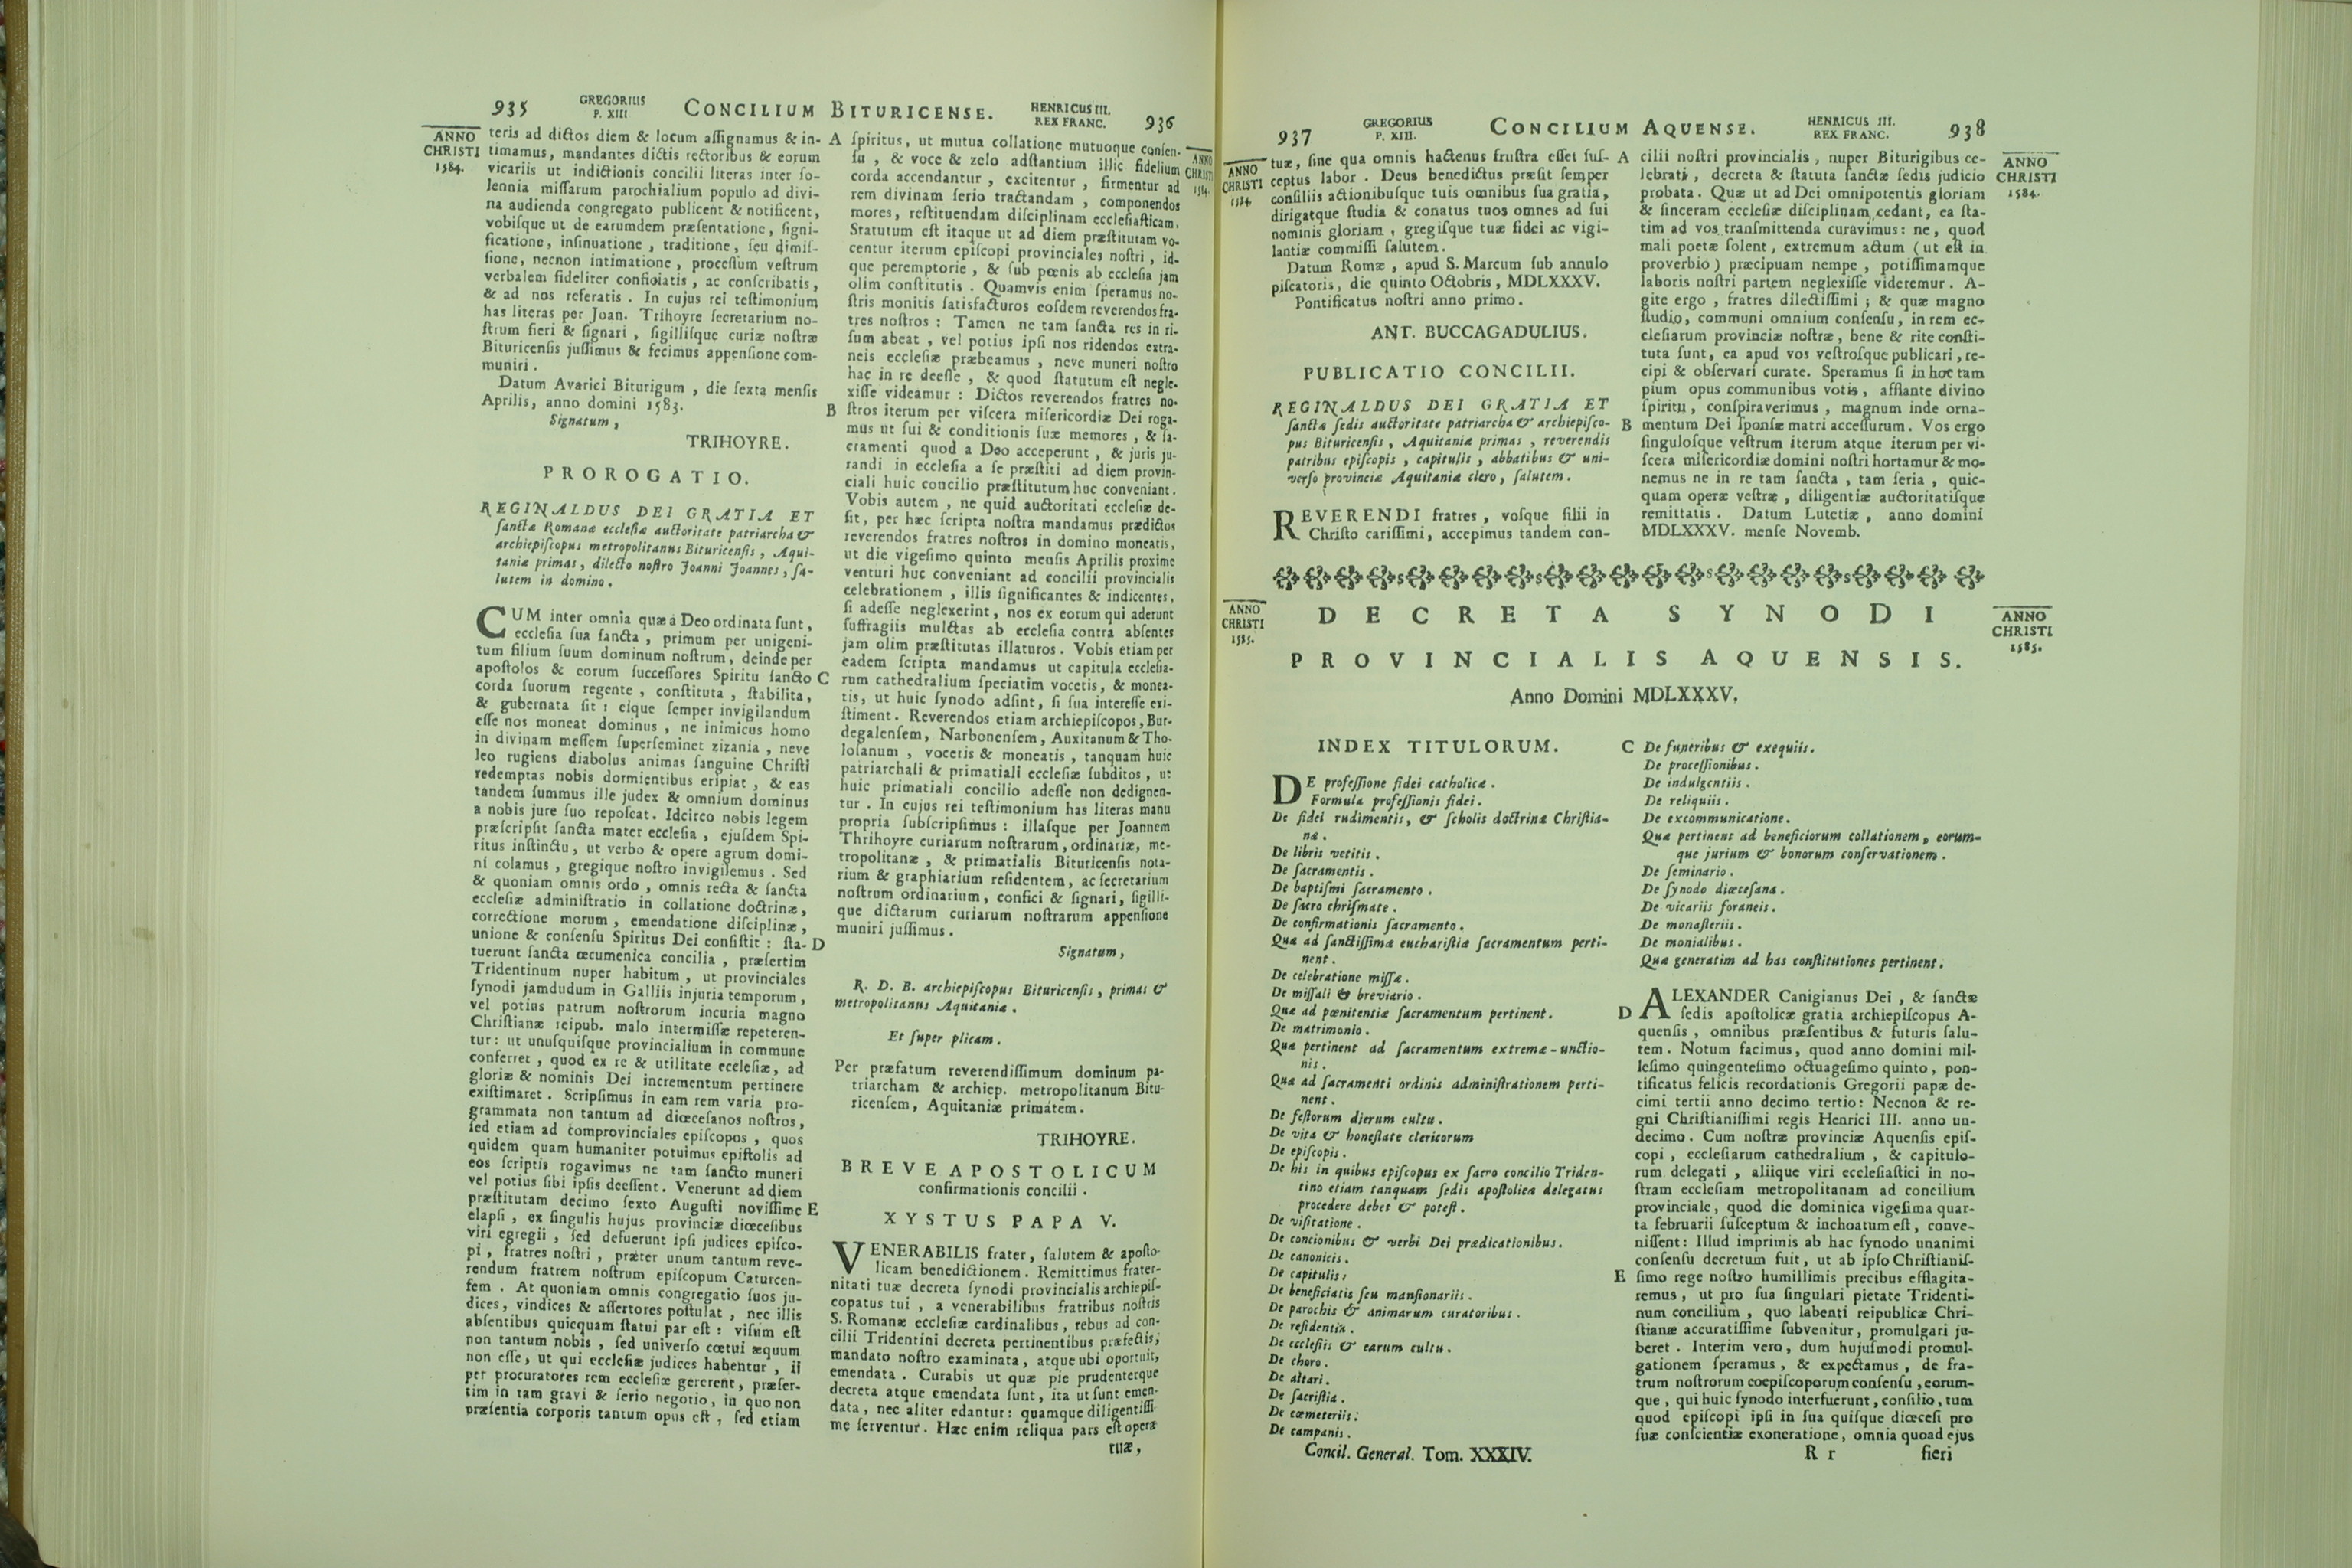 935
GREGORIUS
P. XIII
CONCILIUM BITURICENSE.
HENRICUS III.
REX FRANC.
936
ANNO
CHRISTI
1584.
teris ad dictos diem & locum aſſignamus & in-
timamus, mandantes dictis rectoribus & eorum
vicariis ut indictionis concilii literas inter ſo-
lennia miſſarum parochialium populo ad divi-
na audienda congregato publicent & notificent,
vobiſque ut de earumdem præſentatione, ſigni-
ficatione, inſinuatione, traditione, ſeu dimiſ-
ſione, necnon intimatione, proceſſum veſtrum
verbalem fideliter conficiatis, ac conſcribatis,
& ad nos referatis. In cujus rei teſtimonium
has literas per Joan. Trihoyre ſecretarium no-
ſtrum fieri & ſignari, ſigilliſque curiæ noſtræ
Bituricenſis juſſimus & fecimus appenſione com-
muniri.
Datum Avarici Biturigum, die ſexta menſis
Aprilis, anno domini 1583.
Signatum,
TRIHOYRE.
PROROGATIO.
REGINALDUS DEI GRATIA ET
ſanctæ Romanæ eccleſiæ auctoritate patriarcha &
archiepiſcopus metropolitanus Bituricenſis, Aqui-
taniæ primas, dilecto noſtro Joanni Joannes, ſa-
lutem in domino.
CUM inter omnia quæ a Deo ordinata ſunt,
eccleſia ſua ſancta, primum per unigeni-
tum filium ſuum dominum noſtrum, deinde per
apoſtolos & eorum ſucceſſores Spiritu ſancto
corda ſuorum regente, conſtituta, ſtabilita,
& gubernata ſit: eique ſemper invigilandum
eſſe nos moneat dominus, ne inimicus homo
in divinam meſſem ſuperſeminet zizania, neve
leo rugiens diabolus animas ſanguine Chriſti
redemptas nobis dormientibus eripiat, & eas
tandem ſummus ille judex & omnium dominus
a nobis jure ſuo repoſcat. Idcirco nobis legem
præſcripſit ſancta mater eccleſia, ejuſdem Spi-
ritus inſtinctu, ut verbo & opere agrum domi-
ni colamus, gregique noſtro invigilemus. Sed
& quoniam omnis ordo, omnis recta & ſancta
eccleſiæ adminiſtratio in collatione doctrinæ,
correctione morum, emendatione diſciplinæ,
unione & conſenſu Spiritus Dei conſiſtit: ſta-
tuerunt ſancta œcumenica concilia, præſertim
Tridentinum nuper habitum, ut provinciales
ſynodi jamdudum in Galliis injuria temporum,
vel potius patrum noſtrorum incuria magno
Chriſtianæ reipub. malo intermiſſæ repeteren-
tur: ut unuſquiſque provincialium in commune
conferret, quod ex re & utilitate eccleſiæ, ad
gloriæ & nominis Dei incrementum pertinere
exiſtimaret. Scripſimus in eam rem varia pro-
grammata non tantum ad diœceſanos noſtros,
ſed etiam ad comprovinciales epiſcopos, quos
quidem quam humaniter potuimus epiſtolis ad
eos ſcriptis rogavimus ne tam ſancto muneri
vel potius ſibi ipſis deeſſent. Venerunt ad diem
præſtitutam decimo ſexto Auguſti noviſſime
elapſi, ex ſingulis hujus provinciæ diœceſibus
viri egregii, ſed defuerunt ipſi judices epiſco-
pi, fratres noſtri, præter unum tantum reve-
rendum fratrem noſtrum epiſcopum Caturcen-
ſem. At quoniam omnis congregatio ſuos ju-
dices, vindices & aſſertores poſtulat, nec illis
abſentibus quicquam ſtatui par eſt: viſum eſt
non tantum nobis, ſed univerſo cœtui æquum
non eſſe, ut qui eccleſiæ judices habentur, ii
per procuratores rem eccleſiæ gererent, præſer-
tim in tam gravi & ſerio negotio, in quo non
præſentia corporis tantum opus eſt, ſed etiam
A
B
C
D
E
ſpiritus, ut mutua collatione mutuoque conſen-
ſu, & voce & zelo adſtantium illic fidelium
corda accendantur, excitentur, firmentur ad
rem divinam ſerio tractandam, componendos
mores, reſtituendam diſciplinam eccleſiaſticam.
Statutum eſt itaque ut ad diem præſtitutam vo-
centur iterum epiſcopi provinciales noſtri, id-
que peremptorie, & ſub pœnis ab eccleſia jam
olim conſtitutis. Quamvis enim ſperamus no-
ſtris monitis ſatisfacturos eoſdem reverendos fra-
tres noſtros: Tamen ne tam ſancta res in ri-
ſum abeat, vel potius ipſi nos ridendos extra-
neis eccleſiæ præbeamus, neve muneri noſtro
hac in re deeſſe, & quod ſtatutum eſt negle-
xiſſe videamur: Dictos reverendos fratres no-
ſtros iterum per viſcera miſericordiæ Dei roga-
mus ut ſui & conditionis ſuæ memores, & ſa-
cramenti quod a Deo acceperunt, & juris ju-
randi in eccleſia a ſe præſtiti ad diem provin-
ciali huic concilio præſtitutum huc conveniant.
Vobis autem, ne quid auctoritati eccleſiæ de-
ſit, per hæc ſcripta noſtra mandamus prædictos
reverendos fratres noſtros in domino moneatis,
ut die vigeſimo quinto menſis Aprilis proxime
venturi huc conveniant ad concilii provincialis
celebrationem, illis ſignificantes & indicentes,
ſi adeſſe neglexerint, nos ex eorum qui aderunt
ſuffragiis mulctas ab eccleſia contra abſentes
jam olim præſtitutas illaturos. Vobis etiam per
eadem ſcripta mandamus ut capitula eccleſia-
rum cathedralium ſpeciatim vocetis, & monea-
tis, ut huic ſynodo adſint, ſi ſua intereſſe exi-
ſtiment. Reverendos etiam archiepiſcopos, Bur-
degalenſem, Narbonenſem, Auxitanum & Tho-
loſanum, vocetis & moneatis, tanquam huic
patriarchali & primatiali eccleſiæ ſubditos, ut
huic primatiali concilio adeſſe non dedignen-
tur. In cujus rei teſtimonium has literas manu
propria ſubſcripſimus: illaſque per Joannem
Thrihoyre curiarum noſtrarum, ordinariæ, me-
tropolitanæ, & primatialis Bituricenſis nota-
rium & graphiarium reſidentem, ac ſecretarium
noſtrum ordinarium, confici & ſignari, ſigilli-
que dictarum curiarum noſtrarum appenſione
muniri juſſimus.
Signatum,
R. D. B. archiepiſcopus Bituricenſis, primas &
metropolitanus Aquitaniæ.
Et ſuper plicam.
Per præfatum reverendiſſimum dominum pa-
triarcham & archiep. metropolitanum Bitu-
ricenſem, Aquitaniæ primátem.
TRIHOYRE.
BREVE APOSTOLICUM
confirmationis concilii.
XYSTUS PAPA V.
VENERABILIS frater, ſalutem & apoſto-
licam benedictionem. Remittimus frater-
nitati tuæ decreta ſynodi provincialis archiepiſ-
copatus tui, a venerabilibus fratribus noſtris
S. Romanæ eccleſiæ cardinalibus, rebus ad con-
cilii Tridentini decreta pertinentibus præfectis,
mandato noſtro examinata, atque ubi oportuit,
emendata. Curabis ut quæ pie prudenterque
decreta atque emendata ſunt, ita ut ſunt emen-
data, nec aliter edantur: quamque diligentiſſi
me ſerventur. Hæc enim reliqua pars eſt operæ
tuæ,
ANNO
CHRISTI
1584.
937
GREGORIUS
P. XIII.
CONCILIUM AQUENSE.
HENRICUS III.
REX FRANC.
938
ANNO
CHRISTI
1584.
tuæ, ſine qua omnis hactenus fruſtra eſſet ſuſ-
ceptus labor. Deus benedictus præſit ſemper
conſiliis actionibuſque tuis omnibus ſua gratia,
dirigatque ſtudia & conatus tuos omnes ad ſui
nominis gloriam, gregiſque tuæ fidei ac vigi-
lantiæ commiſſi ſalutem.
Datum Romæ, apud S. Marcum ſub annulo
piſcatoris, die quinto Octobris, MDLXXXV.
Pontificatus noſtri anno primo.
ANT. BUCCAGADULIUS.
PUBLICATIO CONCILII.
REGINALDUS DEI GRATIA ET
ſanctæ ſedis auctoritate patriarcha & archiepiſco-
pus Bituricenſis, Aquitaniæ primas, reverendis
patribus epiſcopis, capitulis, abbatibus & uni-
verſo provinciæ Aquitaniæ clero, ſalutem.
REVERENDI fratres, voſque filii in
Chriſto cariſſimi, accepimus tandem con-
A
B
cilii noſtri provincialis, nuper Biturigibus ce-
lebrati, decreta & ſtatuta ſanctæ ſedis judicio
probata. Quæ ut ad Dei omnipotentis gloriam
& ſinceram eccleſiæ diſciplinam cedant, ea ſta-
tim ad vos tranſmittenda curavimus: ne, quod
mali poetæ ſolent, extremum actum (ut eſt in
proverbio) præcipuam nempe, potiſſimamque
laboris noſtri partem neglexiſſe videremur. A-
gite ergo, fratres dilectiſſimi; & quæ magno
ſtudio, communi omnium conſenſu, in rem ec-
cleſiarum provinciæ noſtræ, bene & rite conſti-
tuta ſunt, ea apud vos veſtroſque publicari, re-
cipi & obſervari curate. Speramus ſi in hoc tam
pium opus communibus votis, afflante divino
ſpiritu, conſpiraverimus, magnum inde orna-
mentum Dei ſponſæ matri acceſſurum. Vos ergo
ſinguloſque veſtrum iterum atque iterum per vi-
ſcera miſericordiæ domini noſtri hortamur & mo-
nemus ne in re tam ſancta, tam ſeria, quic-
quam operæ veſtræ, diligentiæ auctoritatiſque
remittatis. Datum Lutetiæ, anno domini
MDLXXXV. menſe Novemb.
ANNO
CHRISTI
1584.
ANNO
CHRISTI
1585.
DECRETA SYNODI
PROVINCIALIS AQUENSIS.
Anno Domini MDLXXXV.
ANNO
CHRISTI
1585.
INDEX TITULORUM.
DE profeſſione fidei catholicæ.
Formula profeſſionis fidei.
De fidei rudimentis, & ſcholis doctrinæ Chriſtia-
næ.
De libris vetitis.
De ſacramentis.
De baptiſmi ſacramento.
De ſacro chriſmate.
De confirmationis ſacramento.
Quæ ad ſanctiſſimæ euchariſtiæ ſacramentum perti-
nent.
De celebratione miſſæ.
De miſſali & breviario.
Quæ ad pœnitentiæ ſacramentum pertinent.
De matrimonio.
Quæ pertinent ad ſacramentum extremæ-unctio-
nis.
Quæ ad ſacramenti ordinis adminiſtrationem perti-
nent.
De feſtorum dierum cultu.
De vita & honeſtate clericorum
De epiſcopis.
De his in quibus epiſcopus ex ſacro concilio Triden-
tino etiam tanquam ſedis apoſtolicæ delegatus
procedere debet & poteſt.
De viſitatione.
De concionibus & verbi Dei prædicationibus.
De canonicis.
De capitulis.
De beneficiatis ſeu manſionariis.
De parochis & animarum curatoribus.
De reſidentia.
De eccleſiis & earum cultu.
De choro.
De altari.
De ſacriſtia.
De cœmeteriis.
De campanis.
Concil. General. Tom. XXXIV.
C
D
E
De funeribus & exequiis.
De proceſſionibus.
De indulgentiis.
De reliquiis.
De excommunicatione.
Quæ pertinent ad beneficiorum collationem, eorum-
que jurium & bonorum conſervationem.
De ſeminario.
De ſynodo diœceſana.
De vicariis foraneis.
De monaſteriis.
De monialibus.
Quæ generatim ad has conſtitutiones pertinent.
ALEXANDER Canigianus Dei, & ſanctæ
ſedis apoſtolicæ gratia archiepiſcopus A-
quenſis, omnibus præſentibus & futuris ſalu-
tem. Notum facimus, quod anno domini mil-
leſimo quingenteſimo octuageſimo quinto, pon-
tificatus felicis recordationis Gregorii papæ de-
cimi tertii anno decimo tertio: Necnon & re-
gni Chriſtianiſſimi regis Henrici III. anno un-
decimo. Cum noſtræ provinciæ Aquenſis epiſ-
copi, eccleſiarum cathedralium, & capitulo-
rum delegati, aliique viri eccleſiaſtici in no-
ſtram eccleſiam metropolitanam ad concilium
provinciale, quod die dominica vigeſima quar-
ta februarii ſuſceptum & inchoatum eſt, conve-
niſſent: Illud imprimis ab hac ſynodo unanimi
conſenſu decretum fuit, ut ab ipſo Chriſtianiſ-
ſimo rege noſtro humillimis precibus efflagita-
remus, ut pro ſua ſingulari pietate Tridenti-
num concilium, quo labenti reipublicæ Chri-
ſtianæ accuratiſſime ſubvenitur, promulgari ju-
beret. Interim vero, dum hujuſmodi promul-
gationem ſperamus, & expectamus, de fra-
trum noſtrorum coepiſcoporum conſenſu, eorum-
que, qui huic ſynodo interfuerunt, conſilio, tum
quod epiſcopi ipſi in ſua quiſque diœceſi pro
ſuæ conſcientiæ exoneratione, omnia quoad ejus
R r
fieri